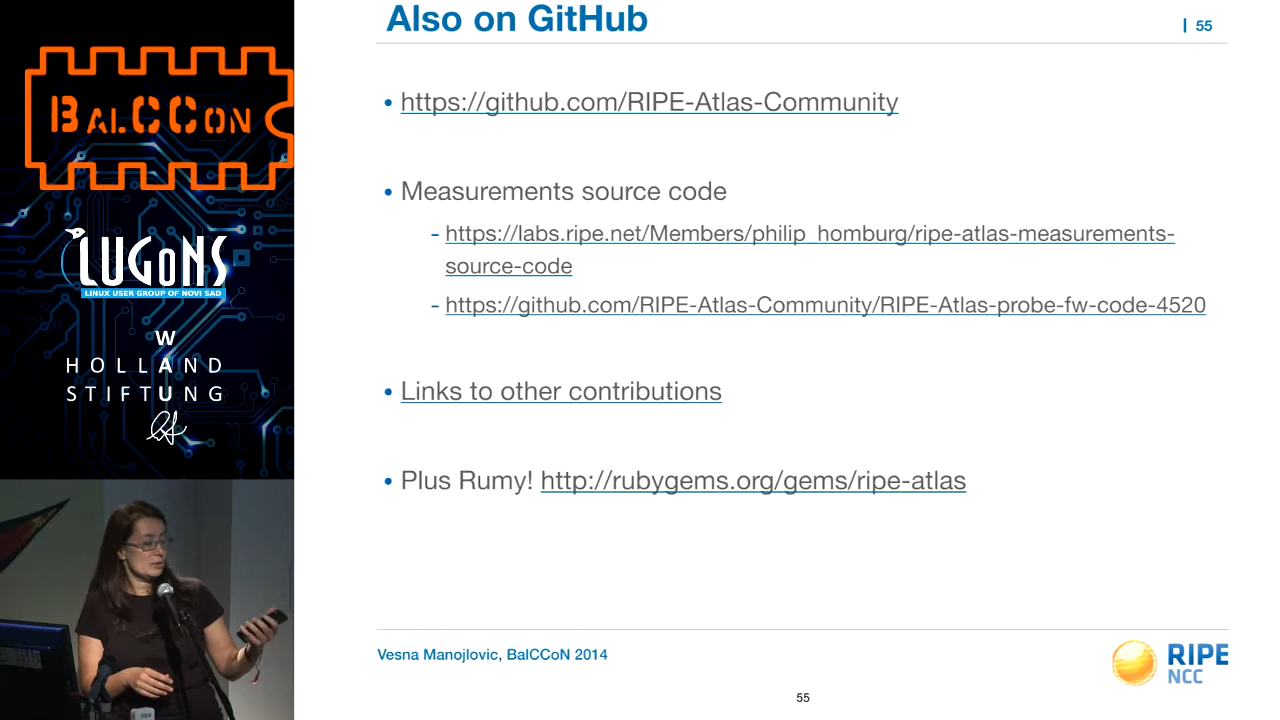 Also on GitHub
| 55
• https://github.com/RIPE-Atlas-Community
• Measurements source code
- https://labs.ripe.net/Members/philip_homburg/ripe-atlas-measurements-
source-code
- https://github.com/RIPE-Atlas-Community/RIPE-Atlas-probe-fw-code-4520
• Links to other contributions
• Plus Rumy! http://rubygems.org/gems/ripe-atlas
Vesna Manojlovic, BalCCoN 2014
RIPE
NCC
55
BALCCON
LUGONS
LINUX USER GROUP OF NOVI SAD
W
HOLLAND
STIFTUNG